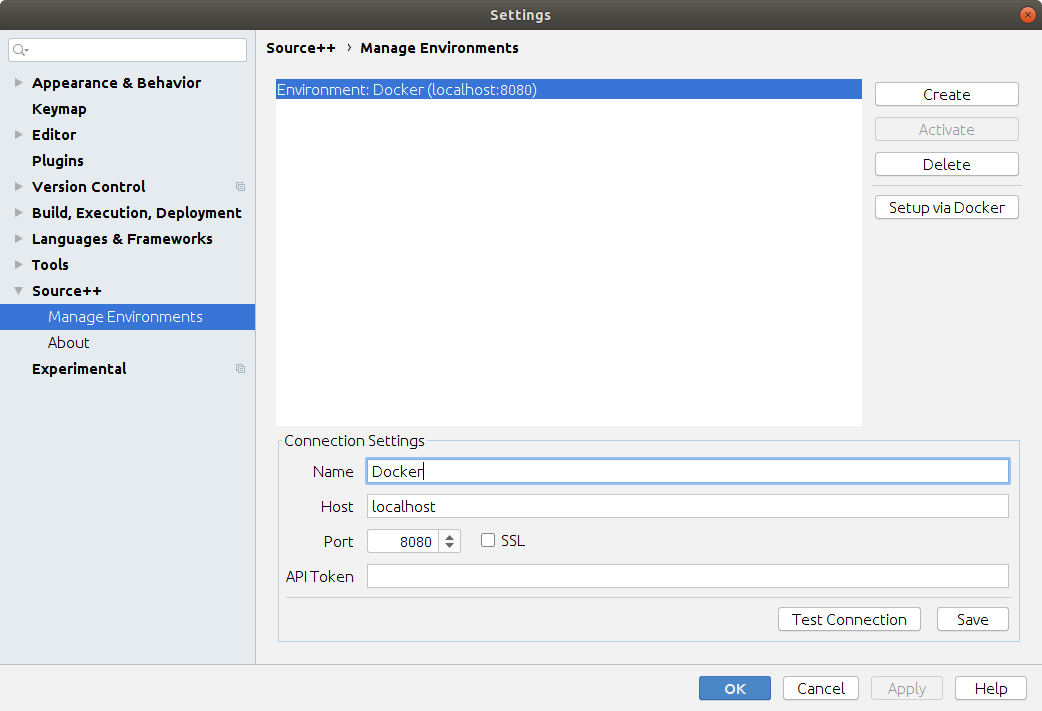 Settings
Source++ › Manage Environments
Appearance & Behavior
Keymap
Editor
Plugins
Version Control
Build, Execution, Deployment
Languages & Frameworks
Tools
Source++
Manage Environments
About
Experimental
Environment: Docker (localhost:8080)
Create
Activate
Delete
Setup via Docker
Connection Settings
Name Docker
Host localhost
Port 8080 SSL
API Token
Test Connection Save
OK Cancel Apply Help